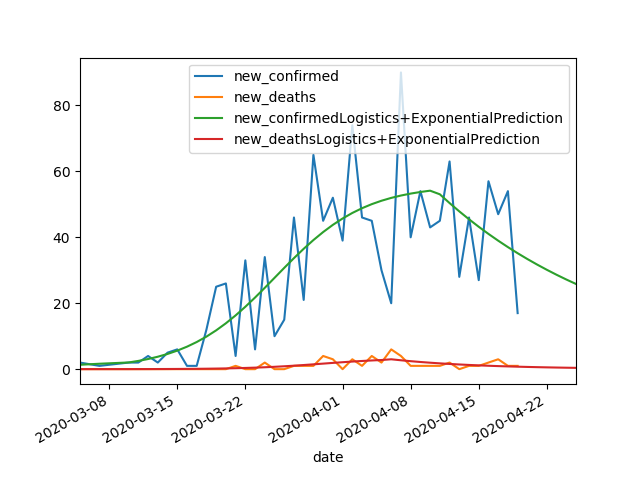 new_confirmed
new_deaths
new_confirmedLogistics+ExponentialPrediction
new_deathsLogistics+ExponentialPrediction
80
60
40
20
0
2020-03-08
2020-03-15
2020-03-22
2020-04-01
2020-04-08
2020-04-15
2020-04-22
date